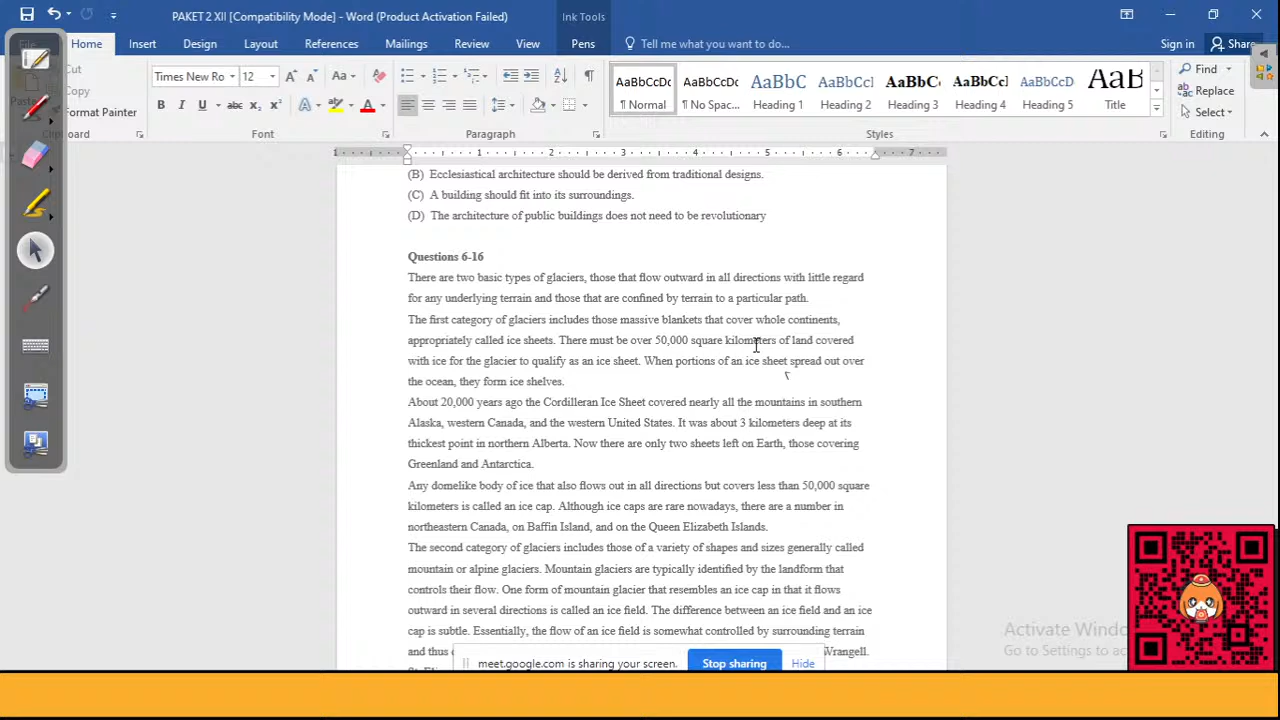 PAKET 2 XII [Compatibility Mode] - Word (Product Activation Failed)
Ink Tools
File Home Insert Design Layout References Mailings Review View Pens Tell me what you want to do... Sign in Share
Cut
Copy
Paste
Format Painter
Times New Ro 12
Aa
B I U abc x₂ x²
AaBbCcDc AaBbCcDc AaBbC AaBbCcD AaBbC AaBbCc] AaBbCcD AaB
¶ Normal ¶ No Spac... Heading 1 Heading 2 Heading 3 Heading 4 Heading 5 Title
Find
Replace
Select
Clipboard Font Paragraph Styles Editing
1 1 2 3 4 5 6 7
(B) Ecclesiastical architecture should be derived from traditional designs.
(C) A building should fit into its surroundings.
(D) The architecture of public buildings does not need to be revolutionary
Questions 6-16
There are two basic types of glaciers, those that flow outward in all directions with little regard
for any underlying terrain and those that are confined by terrain to a particular path.
The first category of glaciers includes those massive blankets that cover whole continents,
appropriately called ice sheets. There must be over 50,000 square kilometers of land covered
with ice for the glacier to qualify as an ice sheet. When portions of an ice sheet spread out over
the ocean, they form ice shelves.
About 20,000 years ago the Cordilleran Ice Sheet covered nearly all the mountains in southern
Alaska, western Canada, and the western United States. It was about 3 kilometers deep at its
thickest point in northern Alberta. Now there are only two sheets left on Earth, those covering
Greenland and Antarctica.
Any domelike body of ice that also flows out in all directions but covers less than 50,000 square
kilometers is called an ice cap. Although ice caps are rare nowadays, there are a number in
northeastern Canada, on Baffin Island, and on the Queen Elizabeth Islands.
The second category of glaciers includes those of a variety of shapes and sizes generally called
mountain or alpine glaciers. Mountain glaciers are typically identified by the landform that
controls their flow. One form of mountain glacier that resembles an ice cap in that it flows
outward in several directions is called an ice field. The difference between an ice field and an ice
cap is subtle. Essentially, the flow of an ice field is somewhat controlled by surrounding terrain
and thus Wrangell.
meet.google.com is sharing your screen. Stop sharing Hide
Activate Windo
Go to Settings to ac